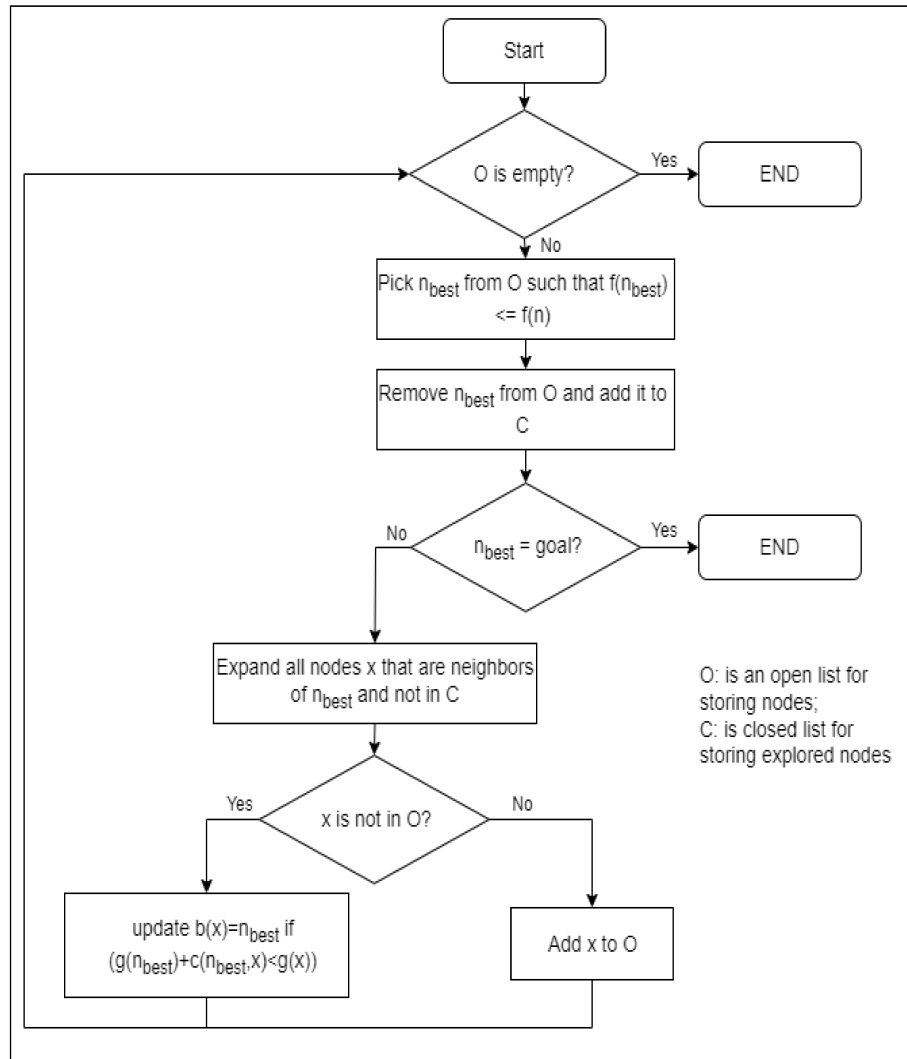 Start
O is empty?
Yes
END
No
Pick nbest from O such that f(nbest)
<= f(n)
Remove nbest from O and add it to
C
No
nbest = goal?
Yes
END
Expand all nodes x that are neighbors
of nbest and not in C
O: is an open list for
storing nodes;
C: is closed list for
storing explored nodes
Yes
x is not in O?
No
update b(x)=nbest if
(g(nbest)+c(nbest,x)<g(x))
Add x to O